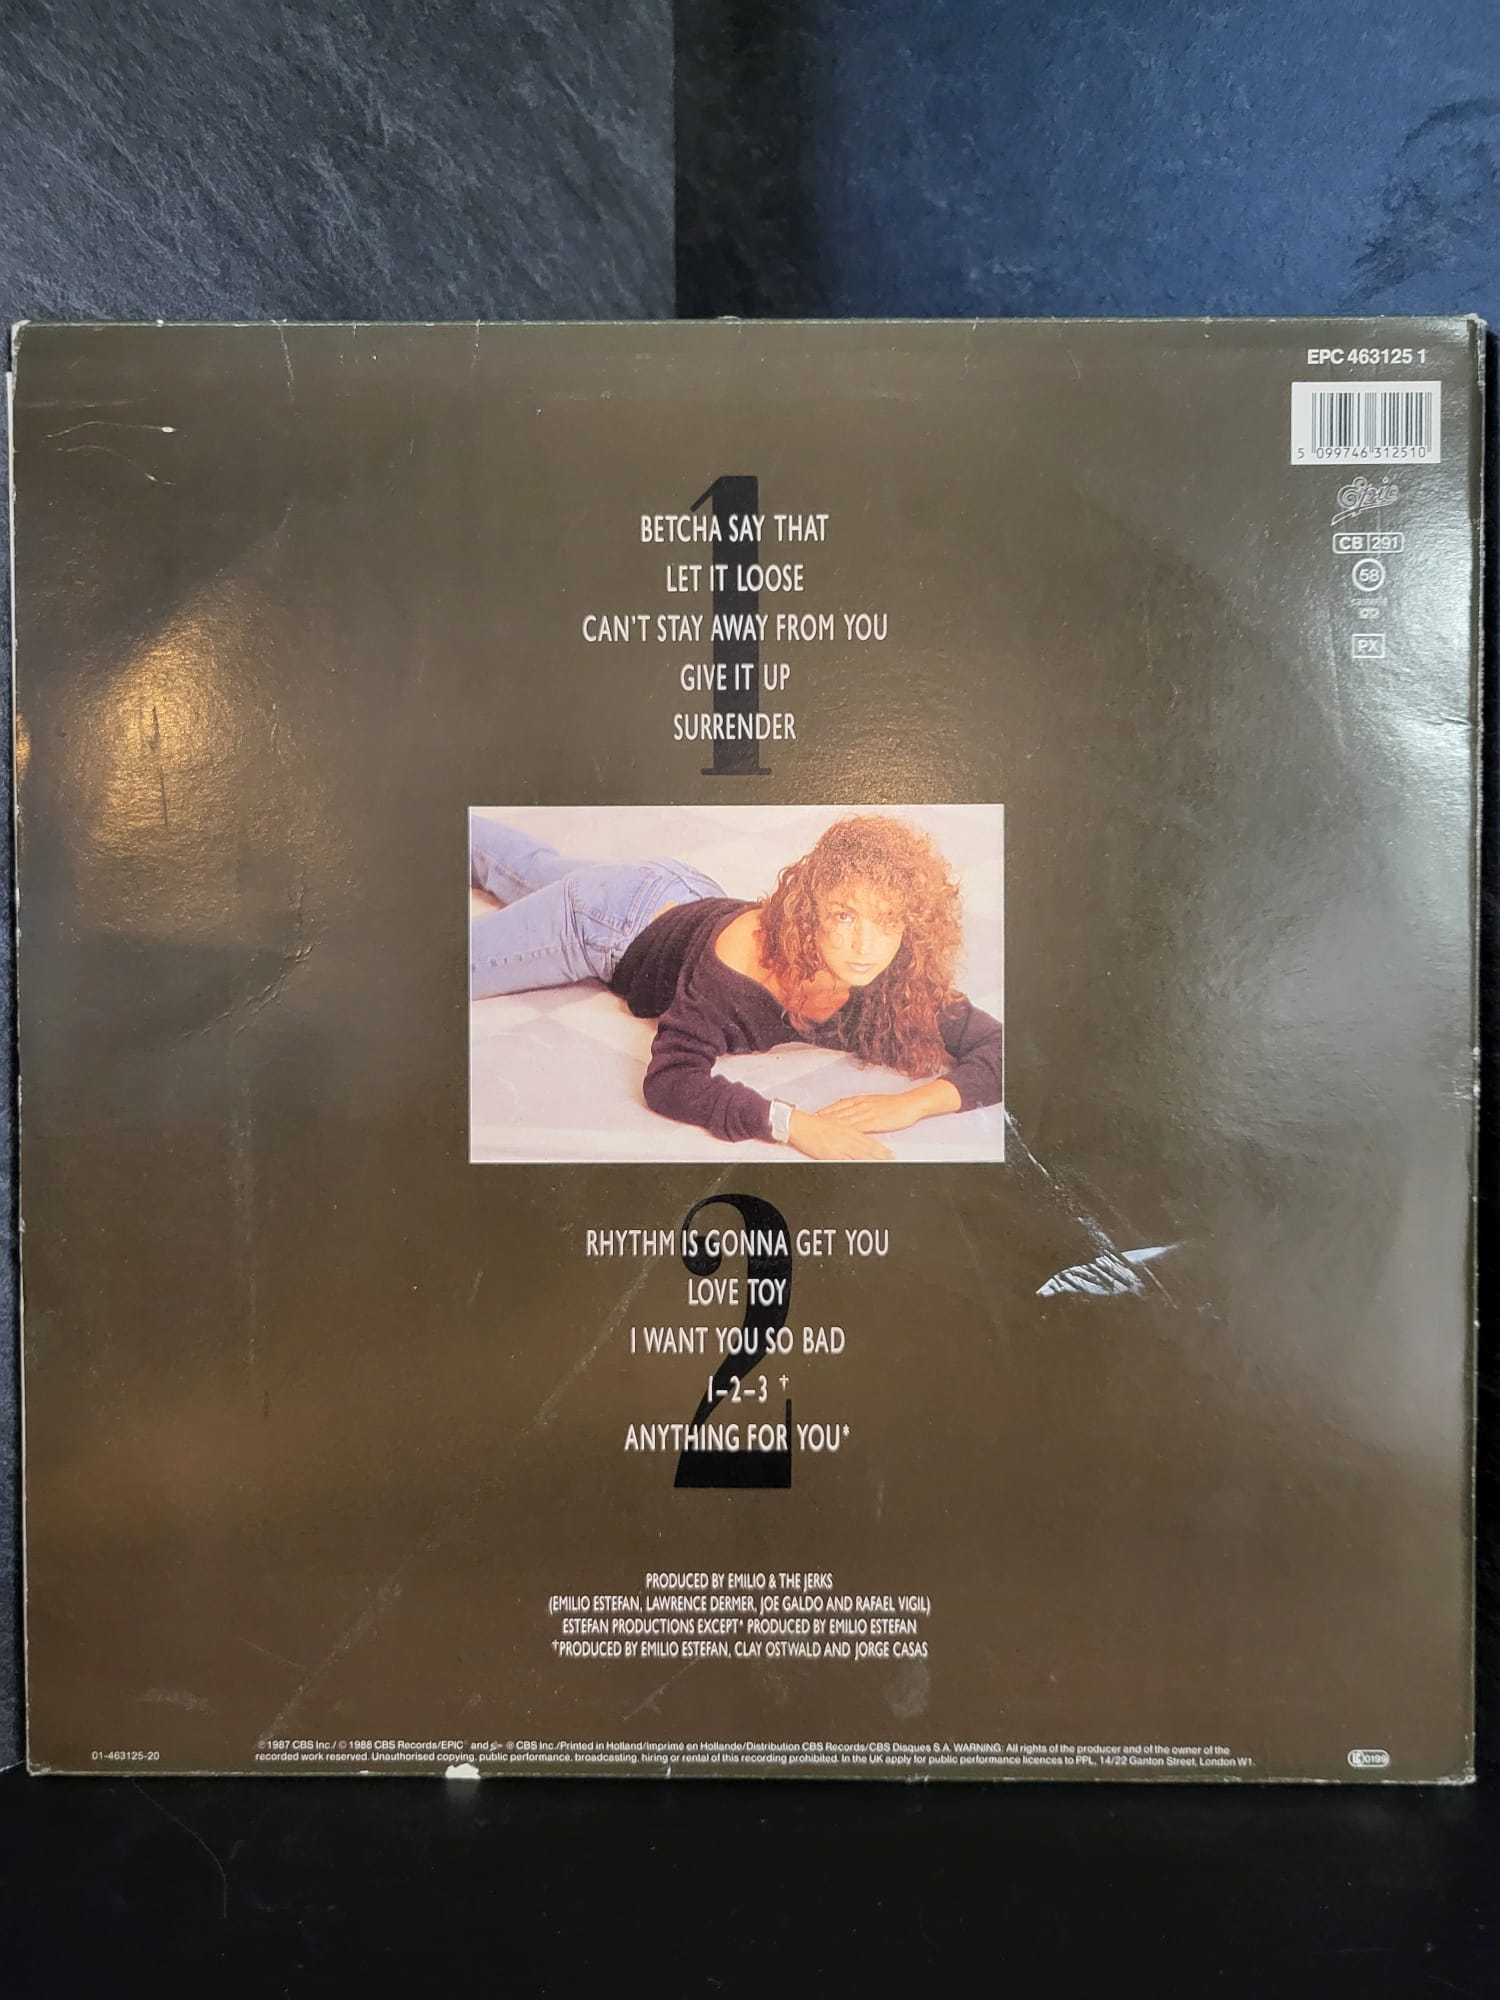 EPC 463125 1
5 099746 312510
Epic
CB 291
58
PX
1
BETCHA SAY THAT
LET IT LOOSE
CAN'T STAY AWAY FROM YOU
GIVE IT UP
SURRENDER
2
RHYTHM IS GONNA GET YOU
LOVE TOY
I WANT YOU SO BAD
1–2–3 †
ANYTHING FOR YOU*
PRODUCED BY EMILIO & THE JERKS
(EMILIO ESTEFAN, LAWRENCE DERMER, JOE GALDO AND RAFAEL VIGIL)
ESTEFAN PRODUCTIONS EXCEPT* PRODUCED BY EMILIO ESTEFAN
†PRODUCED BY EMILIO ESTEFAN, CLAY OSTWALD AND JORGE CASAS
℗ 1987 CBS Inc./ © 1988 CBS Records/EPIC and ® CBS Inc./Printed in Holland/Imprimé en Hollande/Distribution CBS Records/CBS Disques S.A. WARNING: All rights of the producer and of the owner of the
01-463125-20
recorded work reserved. Unauthorised copying, public performance, broadcasting, hiring or rental of this recording prohibited. In the UK apply for public performance licences to PPL, 14/22 Ganton Street, London W1.
LC 0199